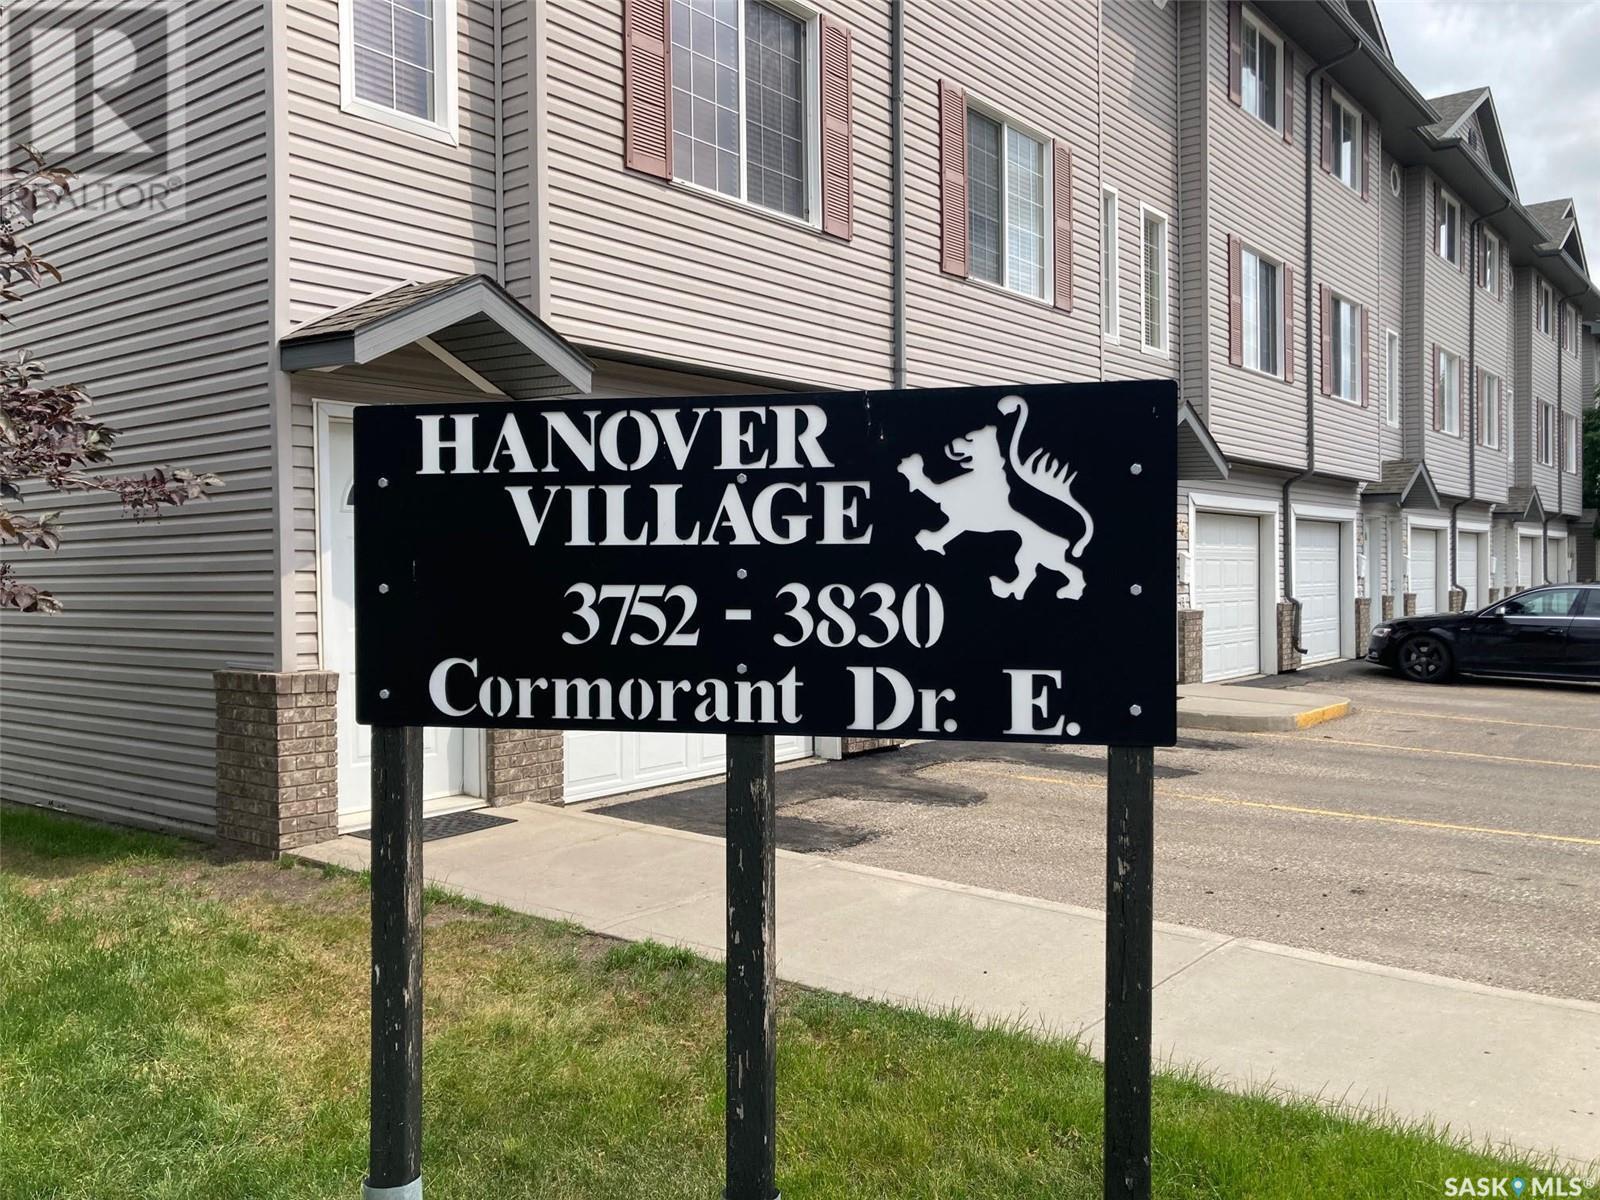 R
REALTOR®
HANOVER
VILLAGE
3752 - 3830
Cormorant Dr. E.
SASK MLS®